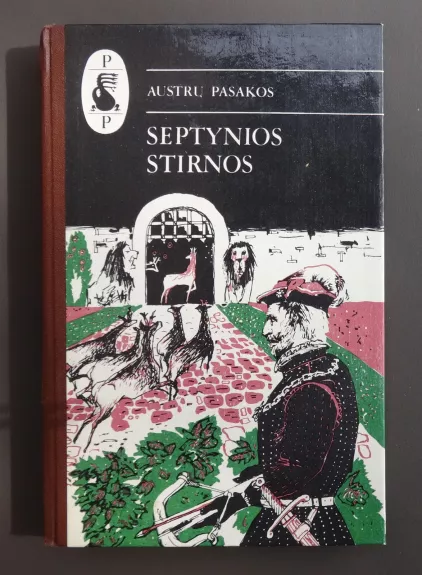 P
P
AUSTRŲ PASAKOS
SEPTYNIOS
STIRNOS